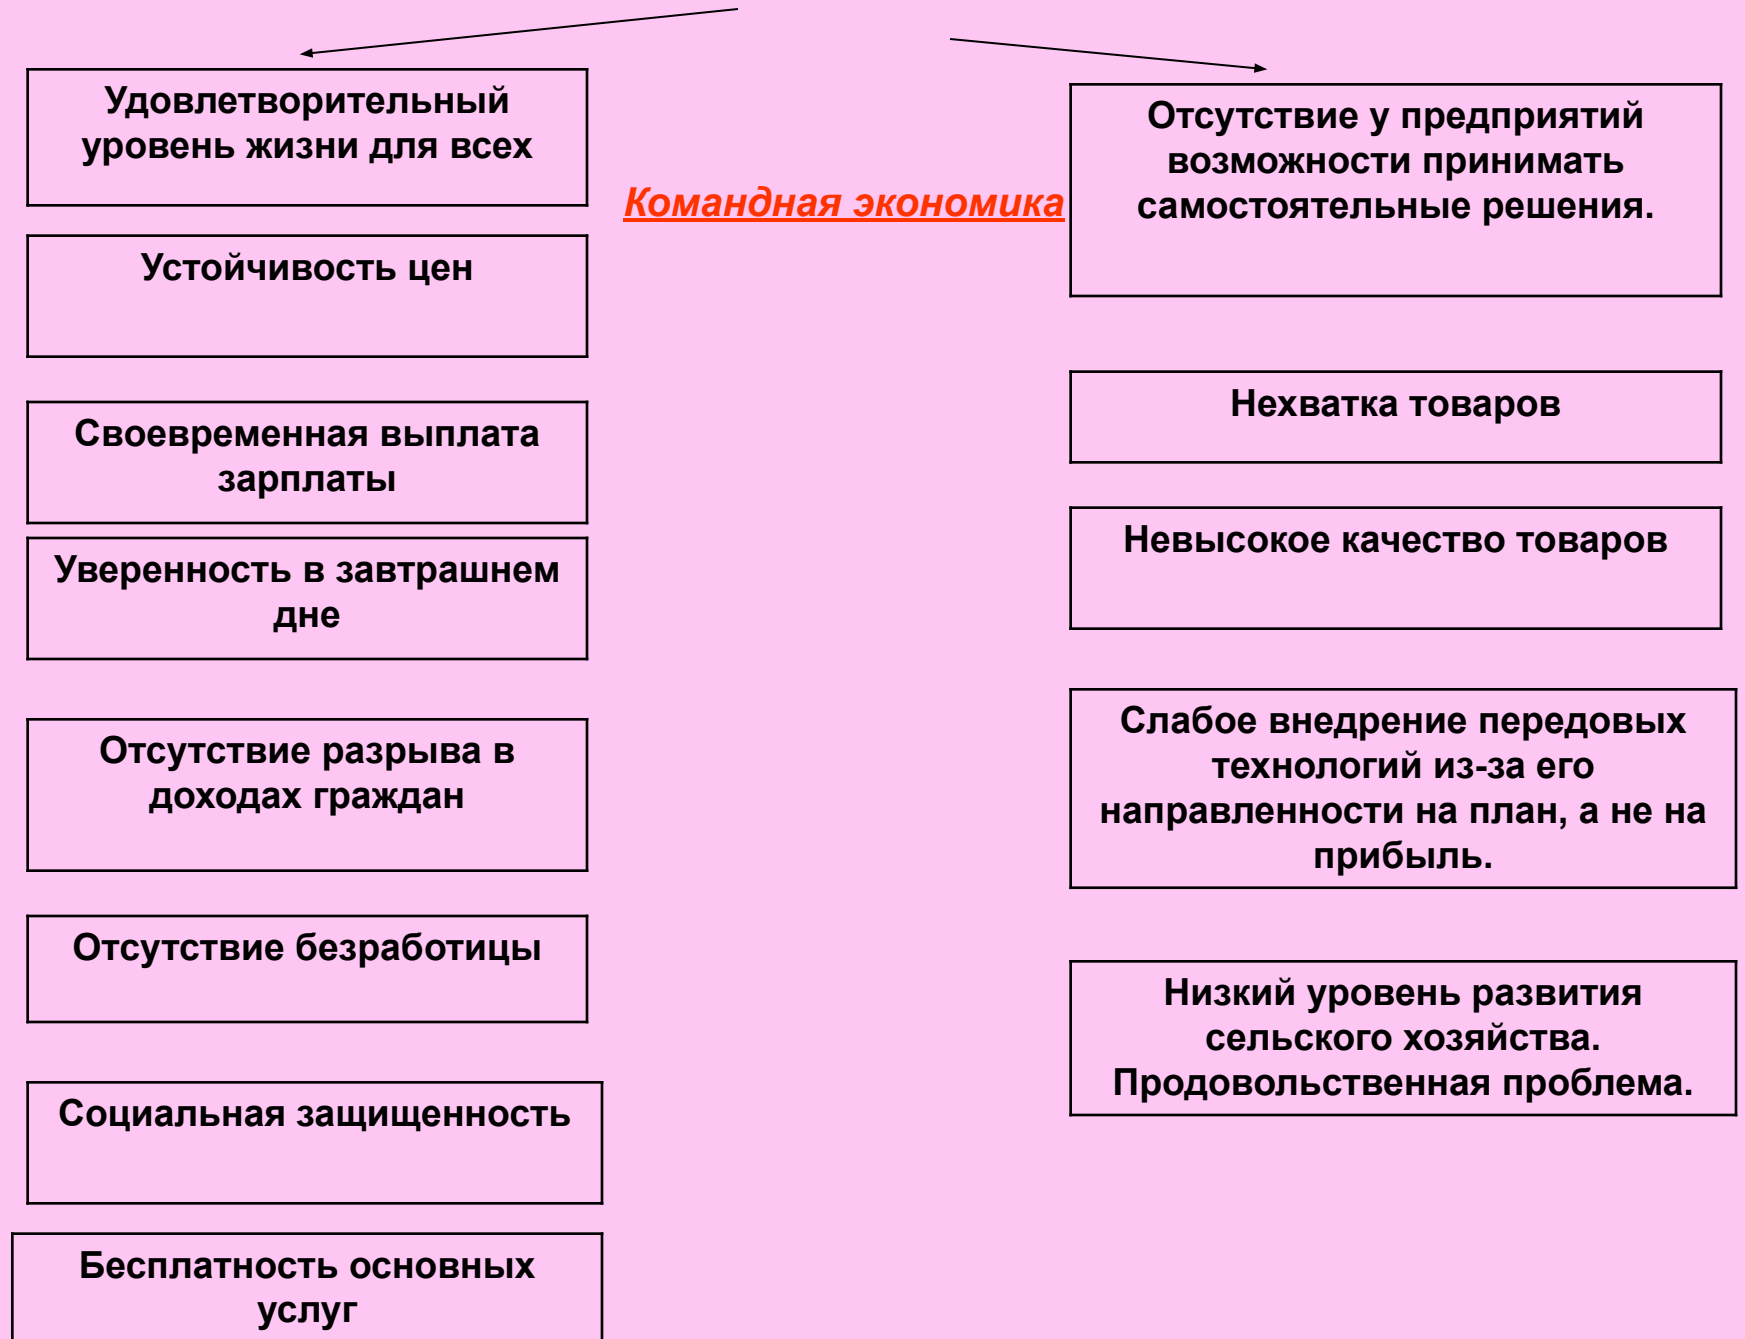 Удовлетворительный
уровень жизни для всех
Устойчивость цен
Своевременная выплата
зарплаты
Уверенность в завтрашнем
дне
Отсутствие разрыва в
доходах граждан
Отсутствие безработицы
Социальная защищенность
Бесплатность основных
услуг
Командная экономика
Отсутствие у предприятий
возможности принимать
самостоятельные решения.
Нехватка товаров
Невысокое качество товаров
Слабое внедрение передовых
технологий из-за его
направленности на план, а не на
прибыль.
Низкий уровень развития
сельского хозяйства.
Продовольственная проблема.